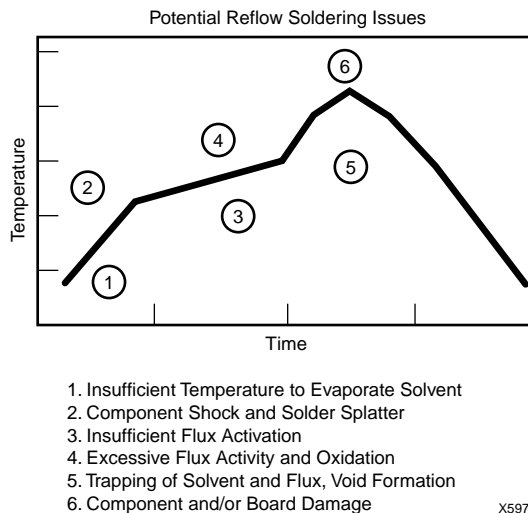 Potential Reflow Soldering Issues
6
4
2
5
3
1
Temperature
Time
1. Insufficient Temperature to Evaporate Solvent
2. Component Shock and Solder Splatter
3. Insufficient Flux Activation
4. Excessive Flux Activity and Oxidation
5. Trapping of Solvent and Flux, Void Formation
6. Component and/or Board Damage
X597